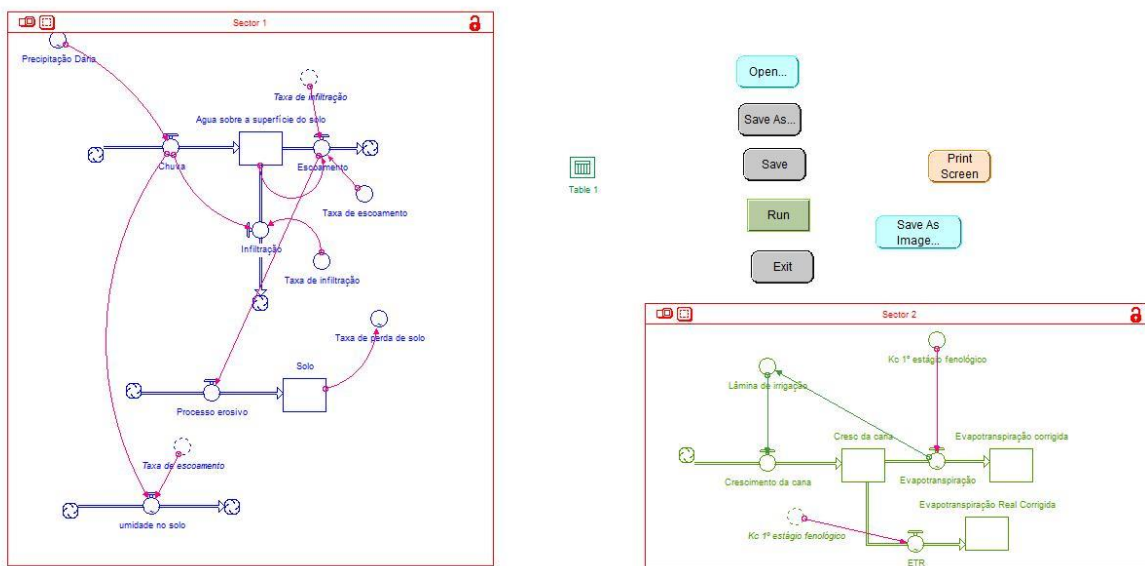 Sector 1
Precipitação Dária
Taxa de infiltração
Agua sobre a superfície do solo
Chuva
Escoamento
Taxa de escoamento
Infiltração
Taxa de infiltração
Taxa de perda de solo
Solo
Processo erosivo
Taxa de escoamento
umidade no solo
Table 1
Open...
Save As...
Save
Run
Exit
Print
Screen
Save As
Image...
Sector 2
Kc 1º estágio fenológico
Lâmina de irrigação
Creso da cana
Evapotranspiração corrigida
Crescimento da cana
Evapotranspiração
Evapotranspiração Real Corrigida
Kc 1º estágio fenológico
ETR